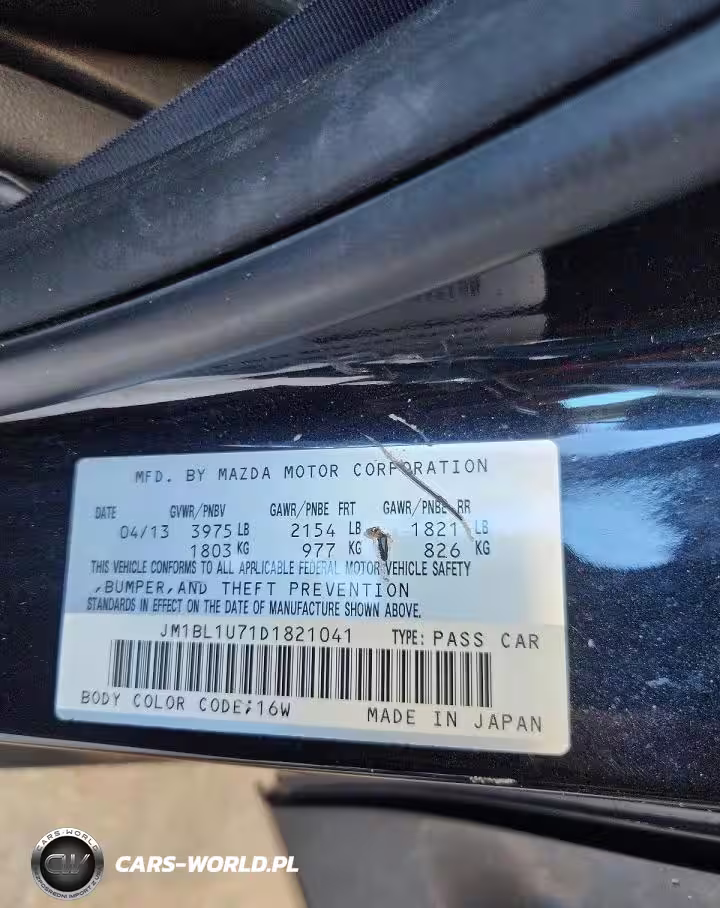 MFD. BY MAZDA MOTOR CORPORATION
DATE GVWR/PNBV GAWR/PNBE FRT GAWR/PNBE RR
04/13 3975 LB 2154 LB 1821 LB
1803 KG 977 KG 826 KG
THIS VEHICLE CONFORMS TO ALL APPLICABLE FEDERAL MOTOR VEHICLE SAFETY
,BUMPER,AND THEFT PREVENTION
STANDARDS IN EFFECT ON THE DATE OF MANUFACTURE SHOWN ABOVE.
JM1BL1U71D1821041 TYPE: PASS CAR
BODY COLOR CODE;16W MADE IN JAPAN
CARS-WORLD
CW
CARS-WORLD.PL